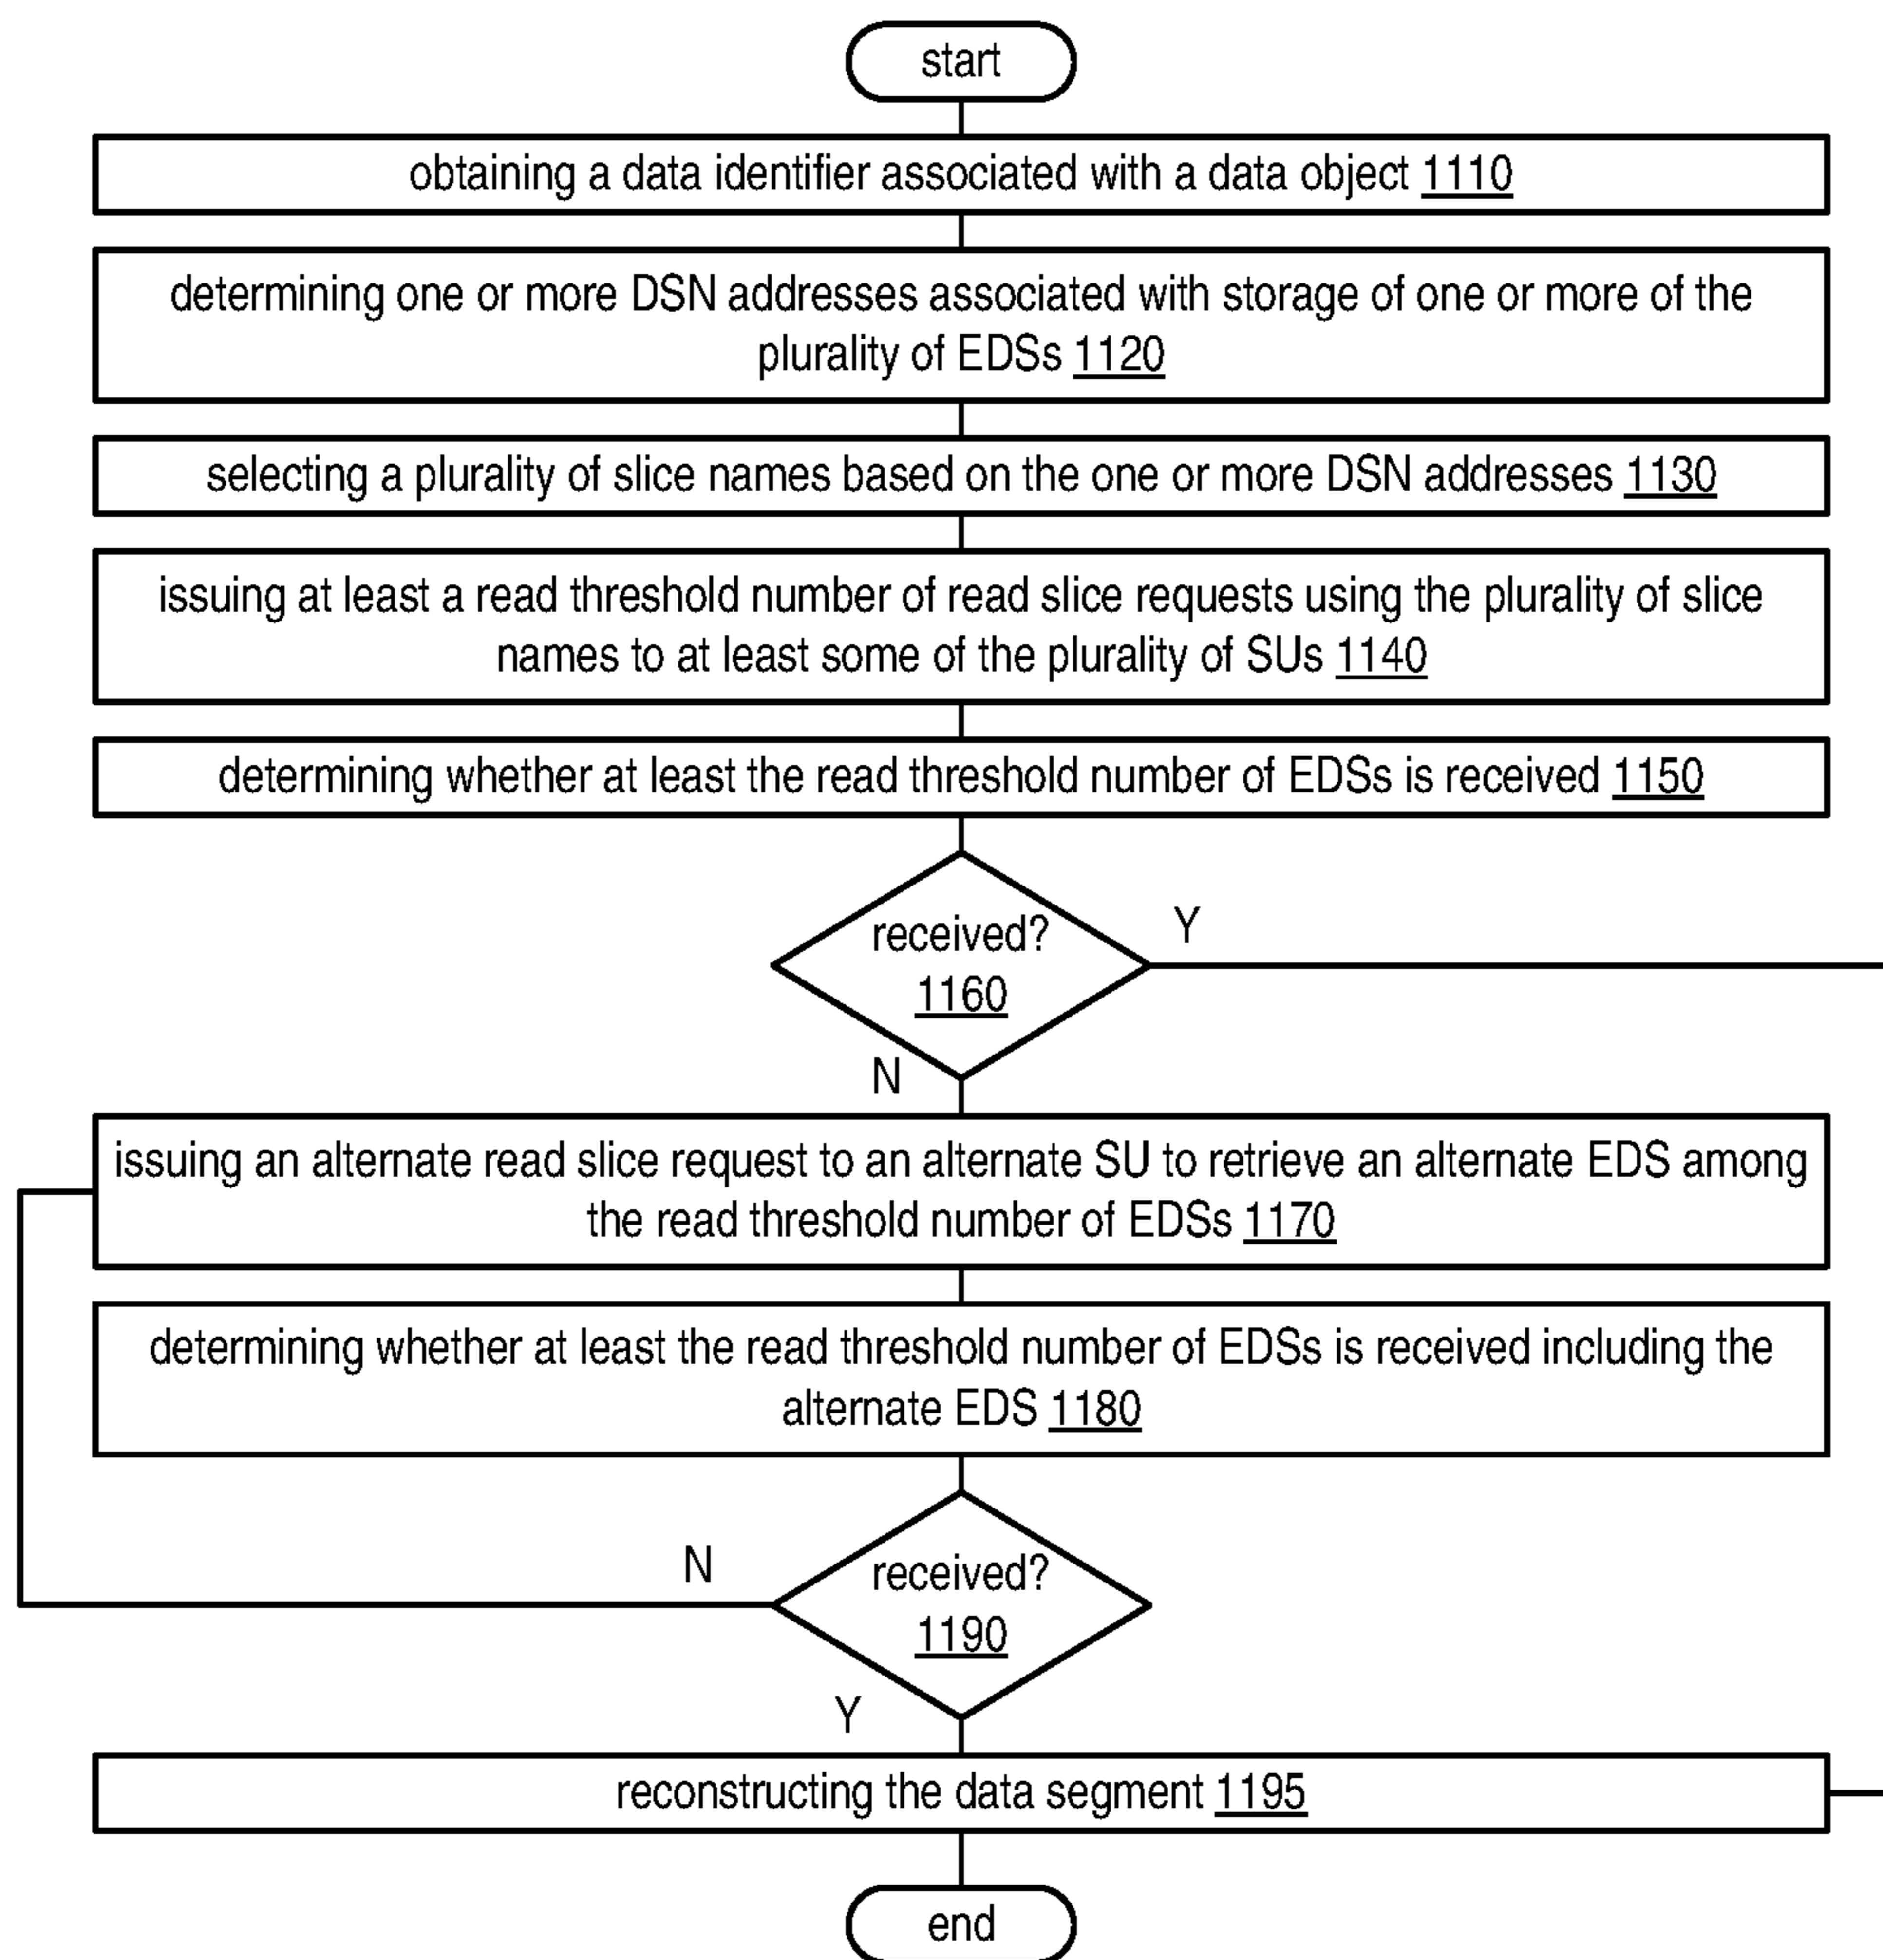 start
obtaining a data identifier associated with a data object 1110
determining one or more DSN addresses associated with storage of one or more of the
plurality of EDSs 1120
selecting a plurality of slice names based on the one or more DSN addresses 1130
issuing at least a read threshold number of read slice requests using the plurality of slice
names to at least some of the plurality of SUs 1140
determining whether at least the read threshold number of EDSs is received 1150
received?
1160
Y
N
issuing an alternate read slice request to an alternate SU to retrieve an alternate EDS among
the read threshold number of EDSs 1170
determining whether at least the read threshold number of EDSs is received including the
alternate EDS 1180
N
received?
1190
Y
reconstructing the data segment 1195
end